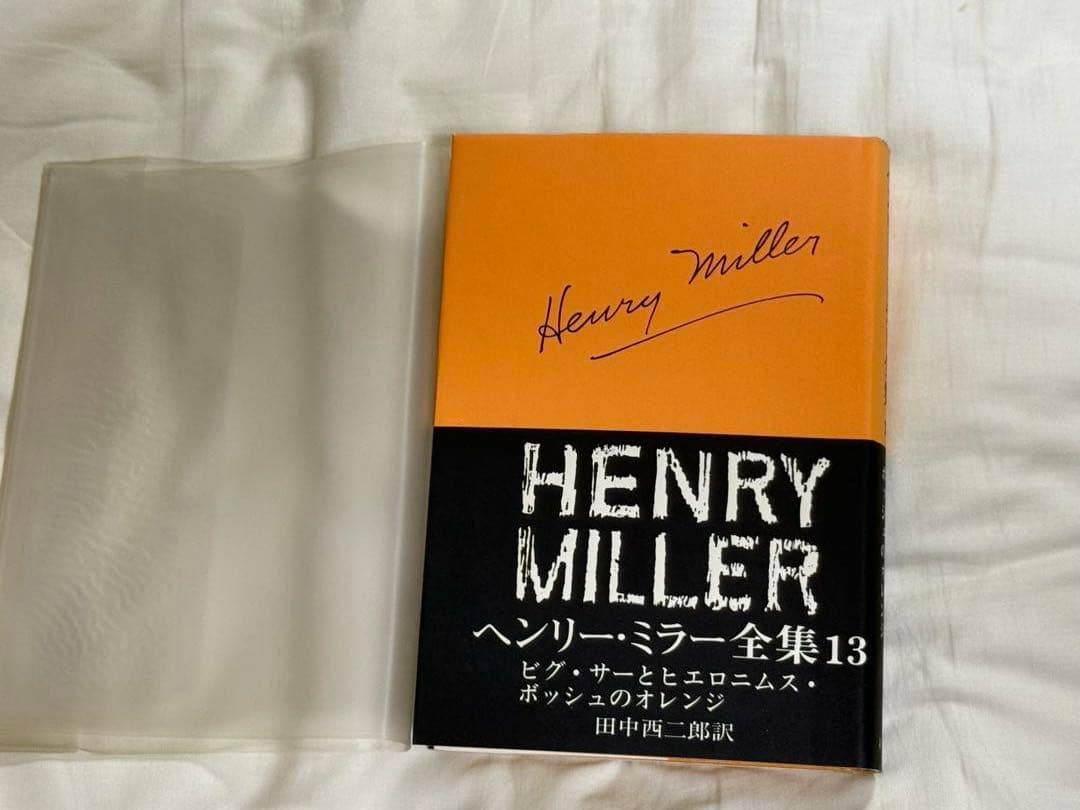 Henry Miller
HENRY
MILLER
ヘンリー・ミラー全集13
ビグ・サーとヒエロニムス・
ボッシュのオレンジ
田中西二郎訳